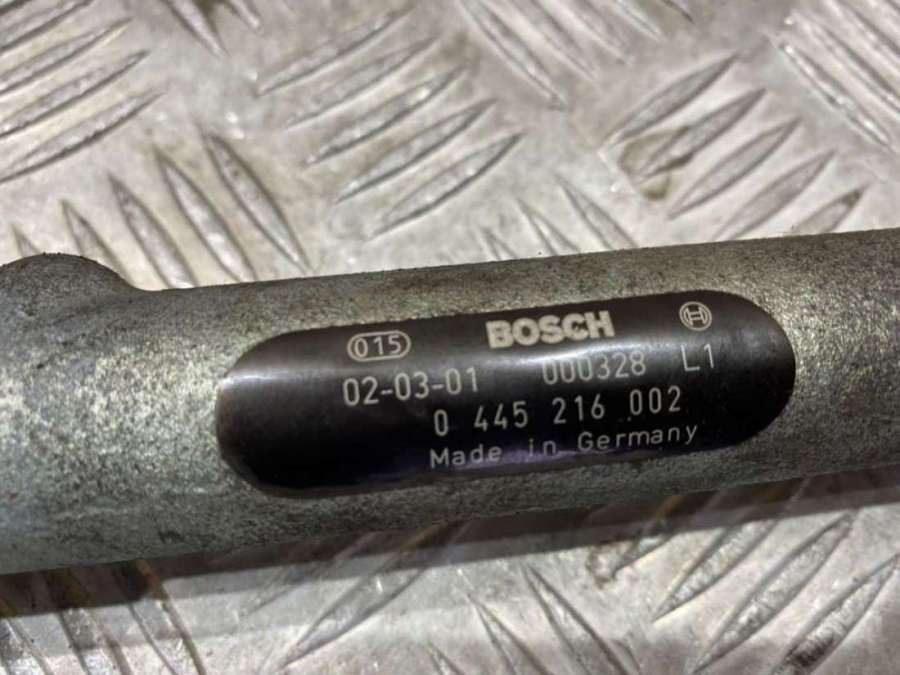 015 BOSCH
02-03-01 000328 L1
0 445 216 002
Made in Germany